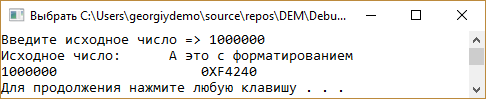 Выбрать C:\Users\georgiydemo\source\repos\DEM\Debu...
Введите исходное число => 1000000
Исходное число: А это с форматированием
1000000 0XF4240
Для продолжения нажмите любую клавишу . . .